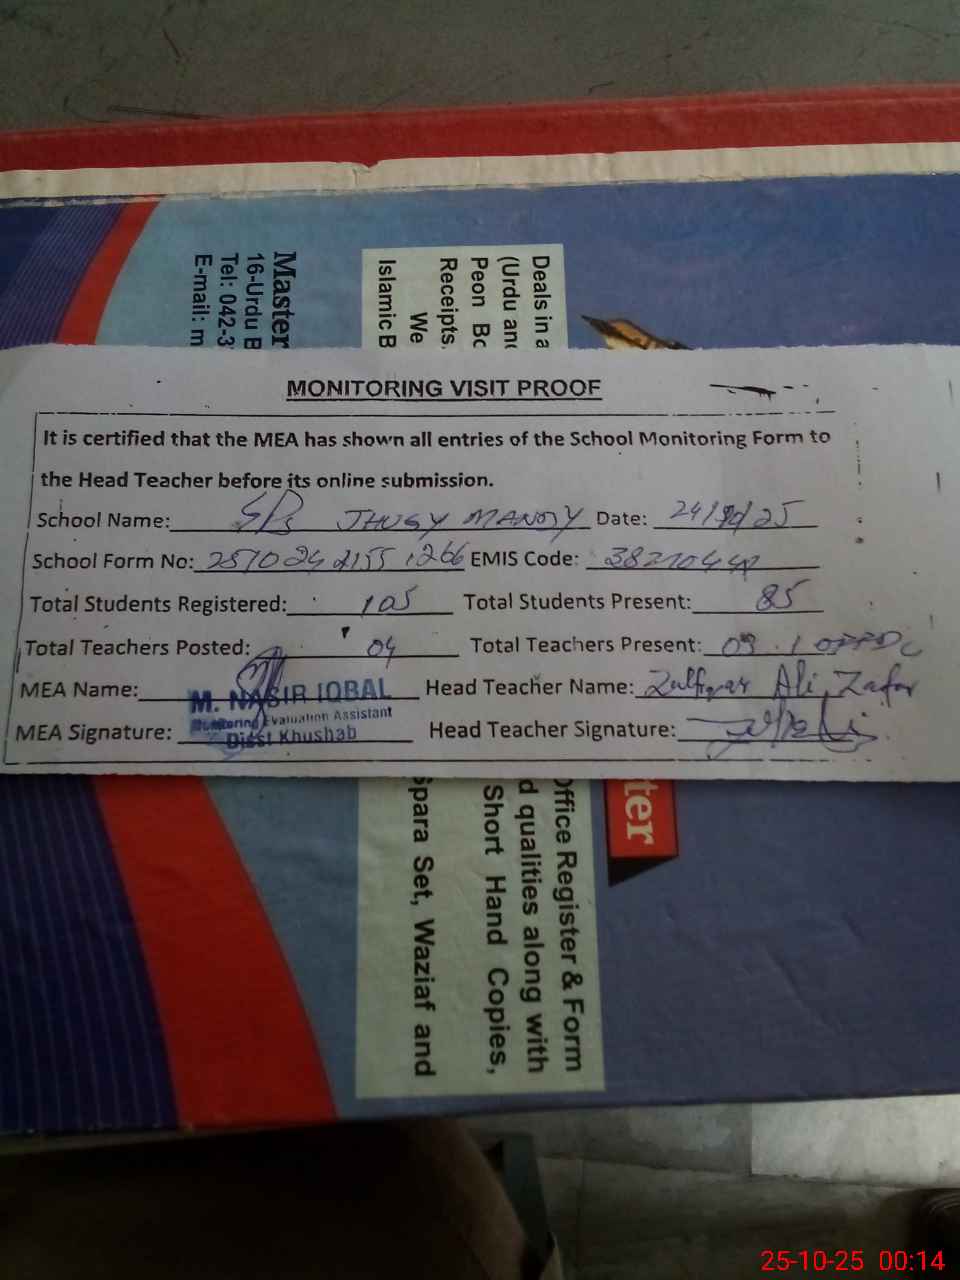 Master
16-Urdu B
Tel: 042-3
E-mail: m
Deals in a
(Urdu and
Peon Bo
Receipts,
We
Islamic B
MONITORING VISIT PROOF
It is certified that the MEA has shown all entries of the School Monitoring Form to
the Head Teacher before its online submission.
School Name: GPS JHUGY MANDY Date: 24/10/25
School Form No: EMIS Code:
Total Students Registered: 105 Total Students Present: 85
Total Teachers Posted: 04 Total Teachers Present: 03
MEA Name: M. NASIR IQBAL Head Teacher Name: Zulfiqar Ali Zafar
Monitoring Evaluation Assistant
MEA Signature: Distt Khushab Head Teacher Signature:
ter
Office Register & Form
d qualities along with
Short Hand Copies,
Spara Set, Waziaf and
25-10-25 00:14